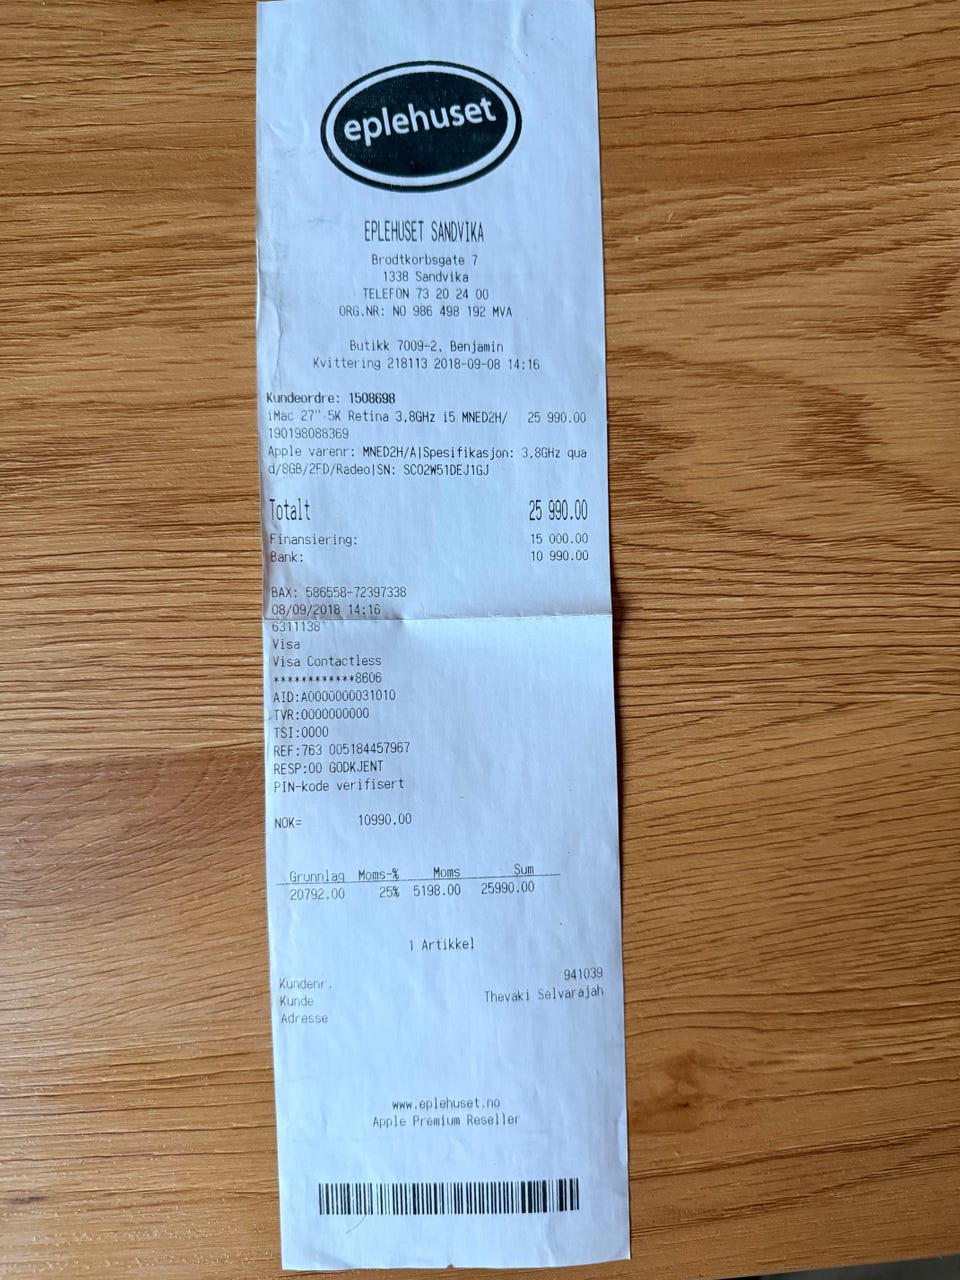 eplehuset
EPLEHUSET SANDVIKA
Brodtkorbsgate 7
1338 Sandvika
TELEFON 73 20 24 00
ORG.NR: NO 986 498 192 MVA
Butikk 7009-2, Benjamin
Kvittering 218113 2018-09-08 14:16
Kundeordre: 1508698
iMac 27" 5K Retina 3,8GHz i5 MNED2H/ 25 990.00
190198088369
Apple varenr: MNED2H/A|Spesifikasjon: 3,8GHz qua
d/8GB/2FD/Radeo|SN: SC02W51DEJ1GJ
Totalt 25 990.00
Finansiering: 15 000.00
Bank: 10 990.00
BAX: 586558-72397338
08/09/2018 14:16
6311138
Visa
Visa Contactless
************8606
AID:A0000000031010
TVR:0000000000
TSI:0000
REF:763 005184457967
RESP:00 GODKJENT
PIN-kode verifisert
NOK= 10990,00
Grunnlag Moms-% Moms Sum
20792.00 25% 5198.00 25990.00
1 Artikkel
Kundenr. 941039
Kunde Thevaki Selvarajah
Adresse
www.eplehuset.no
Apple Premium Reseller